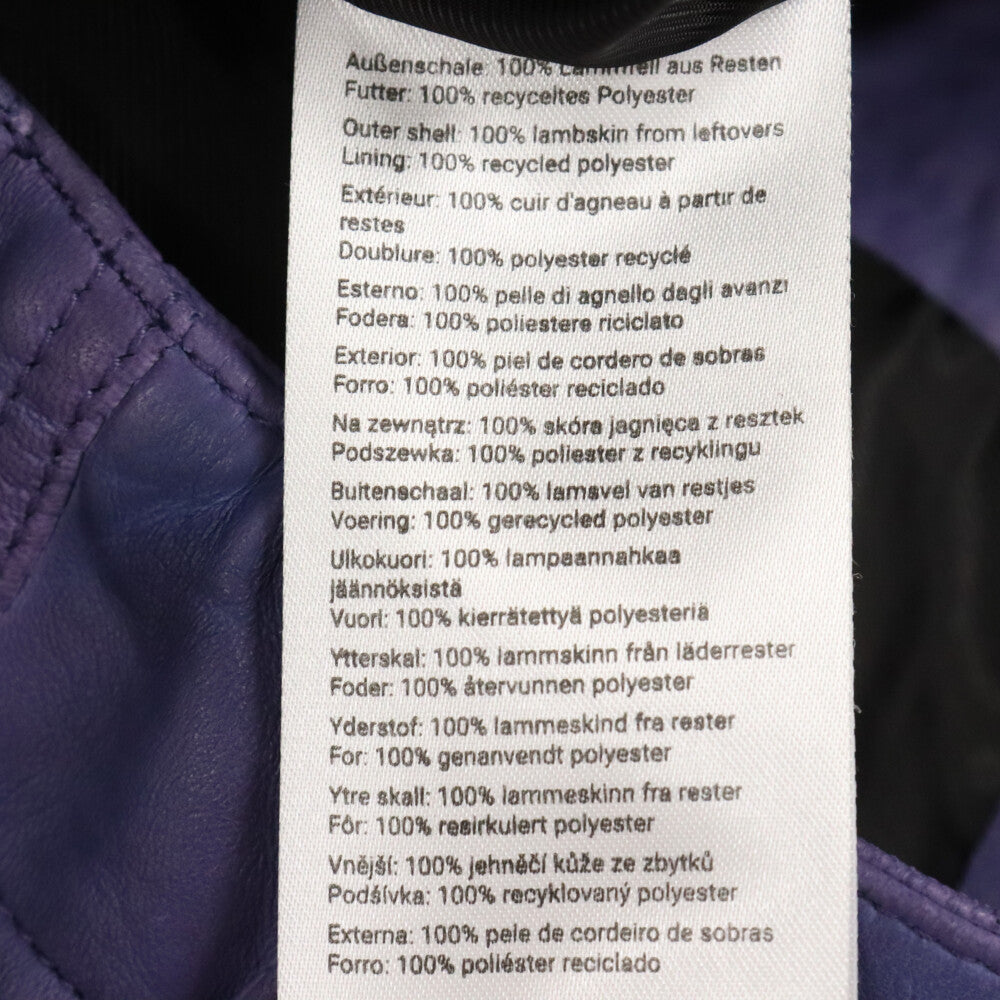 Außenschale: 100% Lammfell aus Resten
Futter: 100% recyceltes Polyester
Outer shell: 100% lambskin from leftovers
Lining: 100% recycled polyester
Extérieur: 100% cuir d'agneau à partir de
restes
Doublure: 100% polyester recyclé
Esterno: 100% pelle di agnello dagli avanzi
Fodera: 100% poliestere riciclato
Exterior: 100% piel de cordero de sobras
Forro: 100% poliéster reciclado
Na zewnątrz: 100% skóra jagnięca z resztek
Podszewka: 100% poliester z recyklingu
Buitenschaal: 100% lamsvel van restjes
Voering: 100% gerecycled polyester
Ulkokuori: 100% lampaannahkaa
jäännöksistä
Vuori: 100% kierrätettyä polyesteria
Ytterskal: 100% lammskinn från läderrester
Foder: 100% återvunnen polyester
Yderstof: 100% lammeskind fra rester
For: 100% genanvendt polyester
Ytre skall: 100% lammeskinn fra rester
Fôr: 100% resirkulert polyester
Vnější: 100% jehněčí kůže ze zbytků
Podšívka: 100% recyklovaný polyester
Externa: 100% pele de cordeiro de sobras
Forro: 100% poliéster reciclado